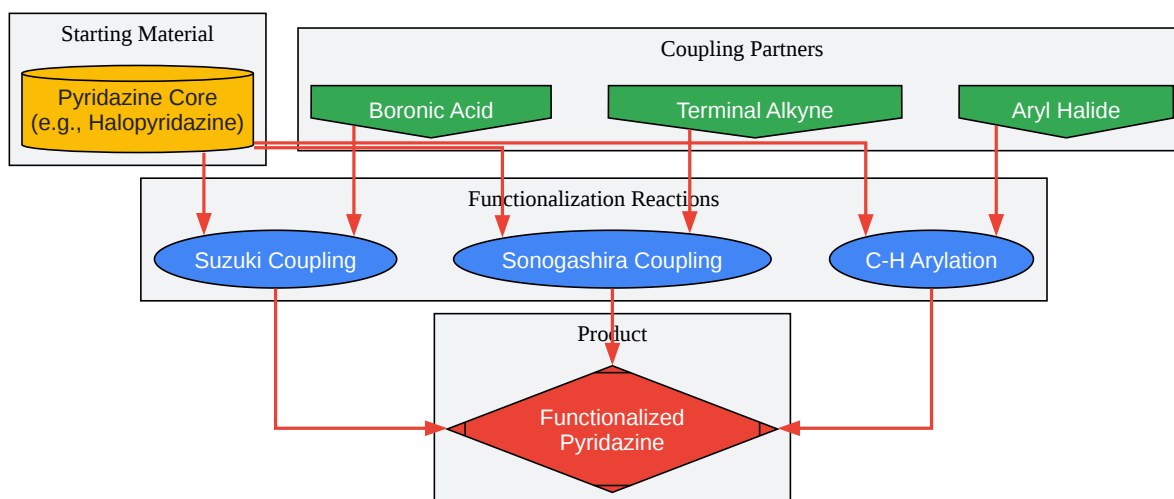 Starting Material
Coupling Partners
Pyridazine Core
(e.g., Halopyridazine)
Boronic Acid
Terminal Alkyne
Aryl Halide
Functionalization Reactions
Suzuki Coupling
Sonogashira Coupling
C-H Arylation
Product
Functionalized
Pyridazine